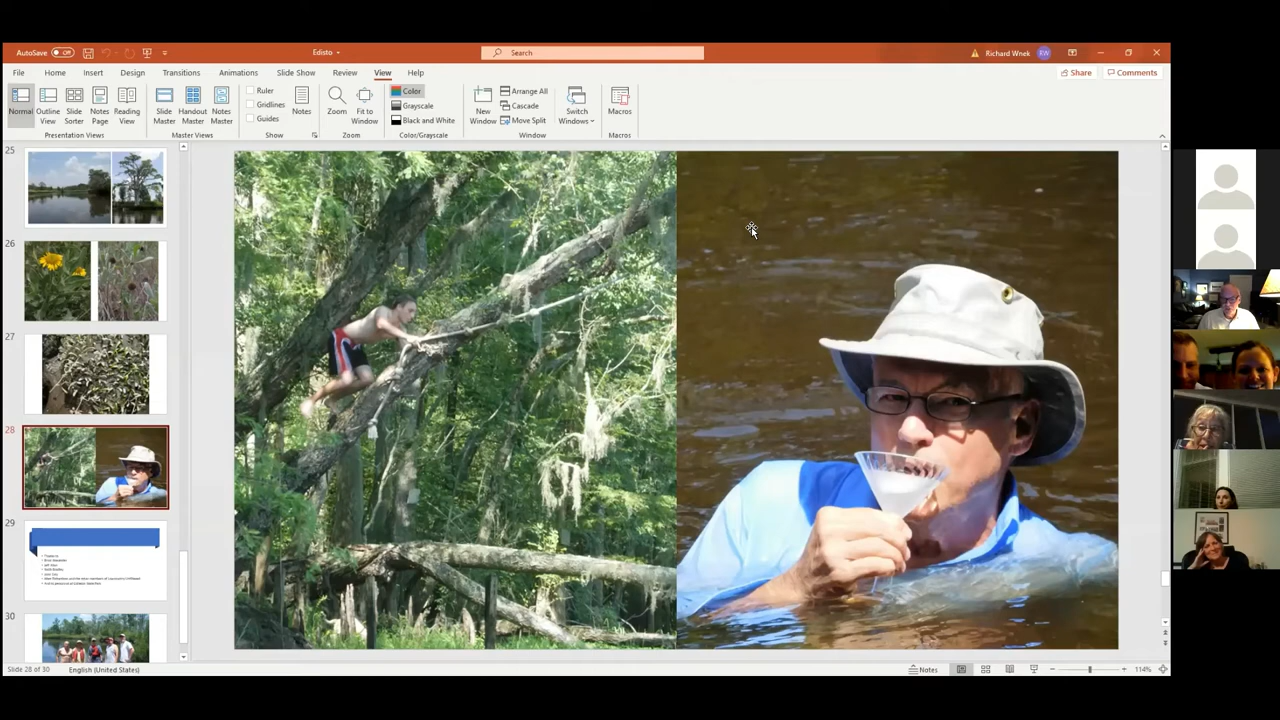 AutoSave Off
Edisto
Search
Richard Wnek RW
File Home Insert Design Transitions Animations Slide Show Review View Help
Share Comments
Normal Outline View Slide Sorter Notes Page Reading View
Slide Master Handout Master Notes Master
Ruler
Gridlines
Guides
Notes
Zoom Fit to Window
Color
Grayscale
Black and White
New Window
Arrange All
Cascade
Move Split
Switch Windows
Macros
Presentation Views Master Views Show Zoom Color/Grayscale Window Macros
25
26
27
28
29
30
Slide 28 of 30 English (United States)
Notes
114%